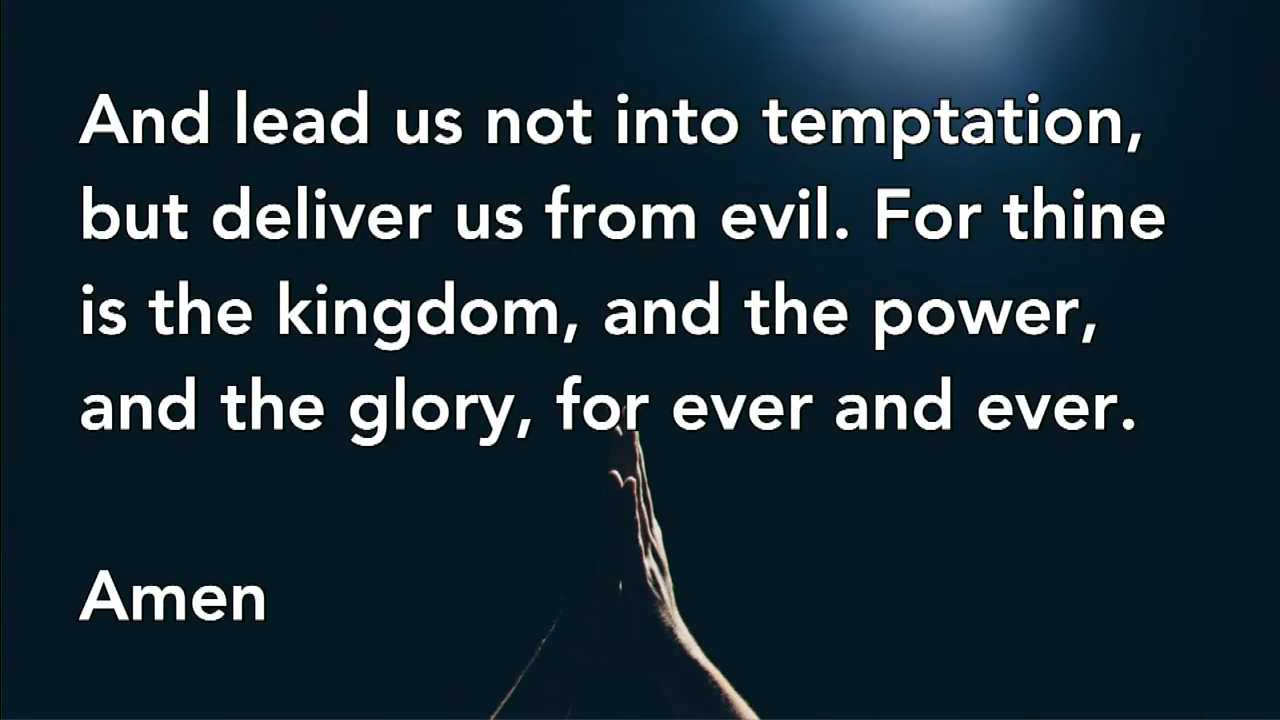 And lead us not into temptation,
but deliver us from evil. For thine
is the kingdom, and the power,
and the glory, for ever and ever.
Amen